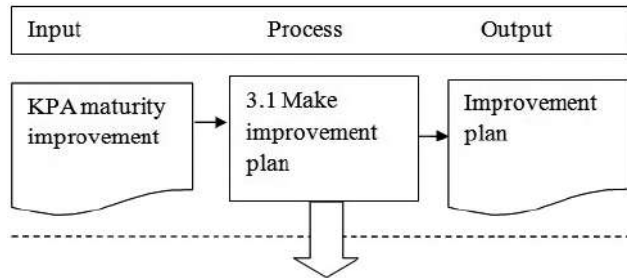 Input Process Output
KPA maturity
improvement
3.1 Make
improvement
plan
Improvement
plan